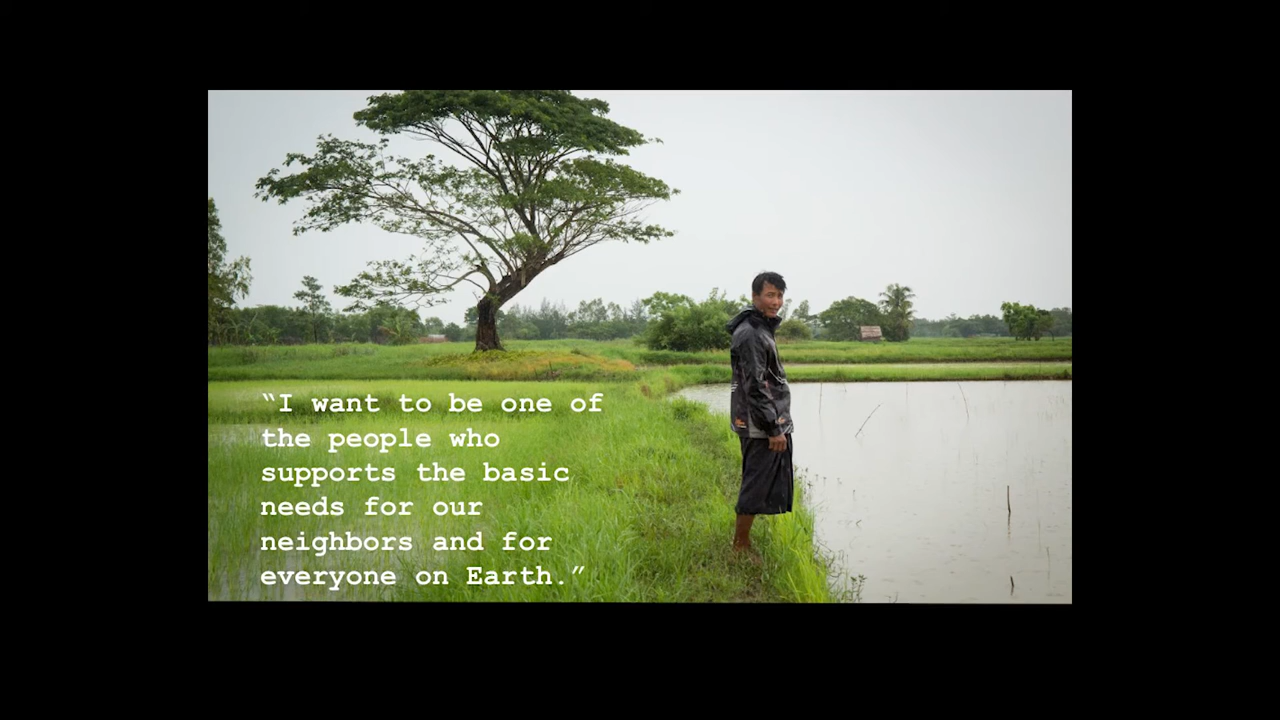 “I want to be one of
the people who
supports the basic
needs for our
neighbors and for
everyone on Earth.”